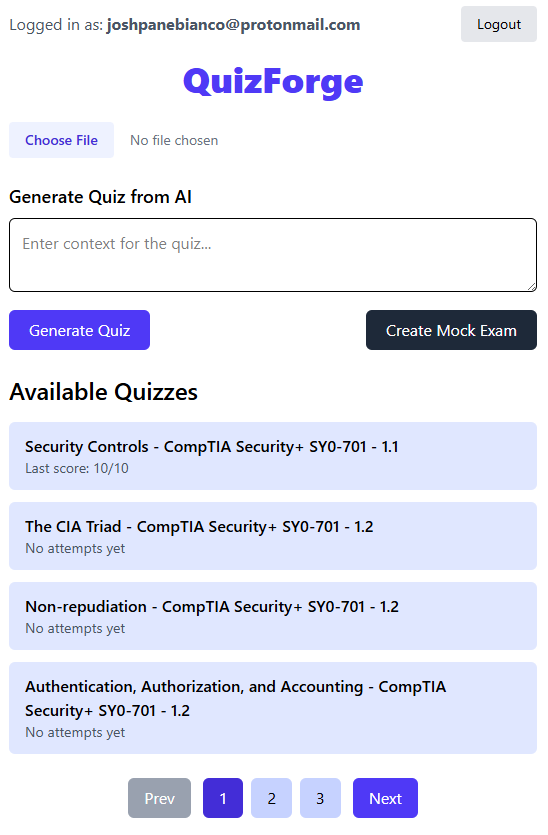 Logged in as: joshpanebianco@protonmail.com
Logout
QuizForge
Choose File
No file chosen
Generate Quiz from AI
Enter context for the quiz...
Generate Quiz
Create Mock Exam
Available Quizzes
Security Controls - CompTIA Security+ SY0-701 - 1.1
Last score: 10/10
The CIA Triad - CompTIA Security+ SY0-701 - 1.2
No attempts yet
Non-repudiation - CompTIA Security+ SY0-701 - 1.2
No attempts yet
Authentication, Authorization, and Accounting - CompTIA
Security+ SY0-701 - 1.2
No attempts yet
Prev
1
2
3
Next